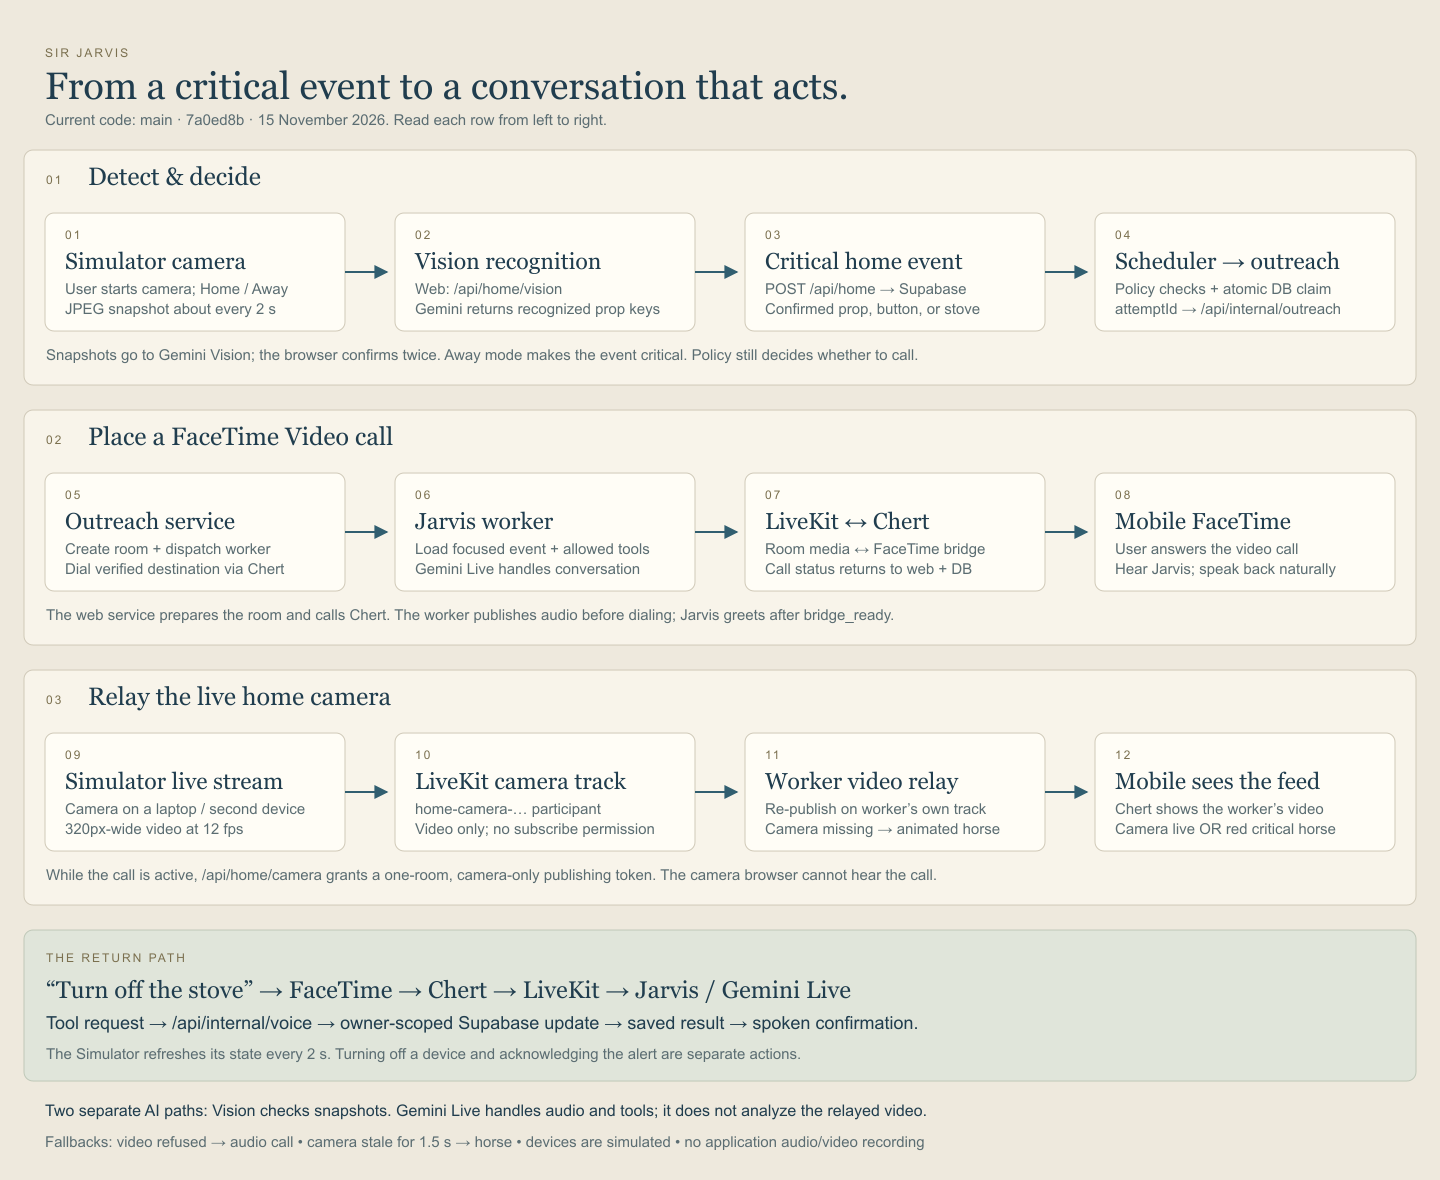 SIR JARVIS
From a critical event to a conversation that acts.
Current code: main · 7a0ed8b · 15 November 2026. Read each row from left to right.
01 Detect & decide
01
Simulator camera
User starts camera; Home / Away
JPEG snapshot about every 2 s
02
Vision recognition
Web: /api/home/vision
Gemini returns recognized prop keys
03
Critical home event
POST /api/home → Supabase
Confirmed prop, button, or stove
04
Scheduler → outreach
Policy checks + atomic DB claim
attemptId → /api/internal/outreach
Snapshots go to Gemini Vision; the browser confirms twice. Away mode makes the event critical. Policy still decides whether to call.
02 Place a FaceTime Video call
05
Outreach service
Create room + dispatch worker
Dial verified destination via Chert
06
Jarvis worker
Load focused event + allowed tools
Gemini Live handles conversation
07
LiveKit ↔ Chert
Room media ↔ FaceTime bridge
Call status returns to web + DB
08
Mobile FaceTime
User answers the video call
Hear Jarvis; speak back naturally
The web service prepares the room and calls Chert. The worker publishes audio before dialing; Jarvis greets after bridge_ready.
03 Relay the live home camera
09
Simulator live stream
Camera on a laptop / second device
320px-wide video at 12 fps
10
LiveKit camera track
home-camera-… participant
Video only; no subscribe permission
11
Worker video relay
Re-publish on worker’s own track
Camera missing → animated horse
12
Mobile sees the feed
Chert shows the worker’s video
Camera live OR red critical horse
While the call is active, /api/home/camera grants a one-room, camera-only publishing token. The camera browser cannot hear the call.
THE RETURN PATH
“Turn off the stove” → FaceTime → Chert → LiveKit → Jarvis / Gemini Live
Tool request → /api/internal/voice → owner-scoped Supabase update → saved result → spoken confirmation.
The Simulator refreshes its state every 2 s. Turning off a device and acknowledging the alert are separate actions.
Two separate AI paths: Vision checks snapshots. Gemini Live handles audio and tools; it does not analyze the relayed video.
Fallbacks: video refused → audio call • camera stale for 1.5 s → horse • devices are simulated • no application audio/video recording